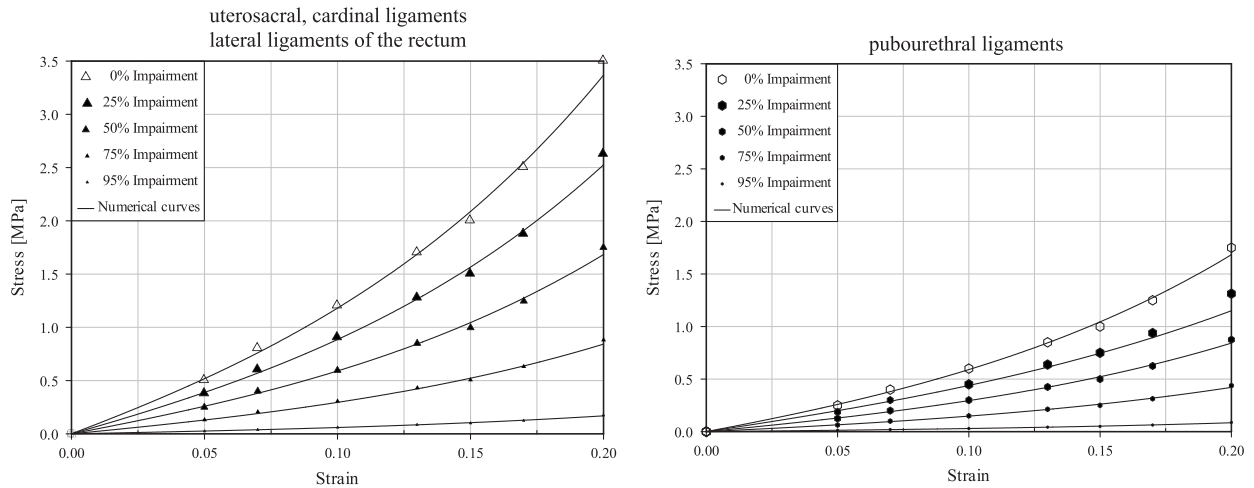 uterosacral, cardinal ligaments
lateral ligaments of the rectum
3.5
3.0
2.5
2.0
1.5
1.0
0.5
0.0
Stress [MPa]
0% Impairment
25% Impairment
50% Impairment
75% Impairment
95% Impairment
Numerical curves
0.00 0.05 0.10 0.15 0.20
Strain
pubourethral ligaments
3.5
3.0
2.5
2.0
1.5
1.0
0.5
0.0
Stress [MPa]
0% Impairment
25% Impairment
50% Impairment
75% Impairment
95% Impairment
Numerical curves
0.00 0.05 0.10 0.15 0.20
Strain